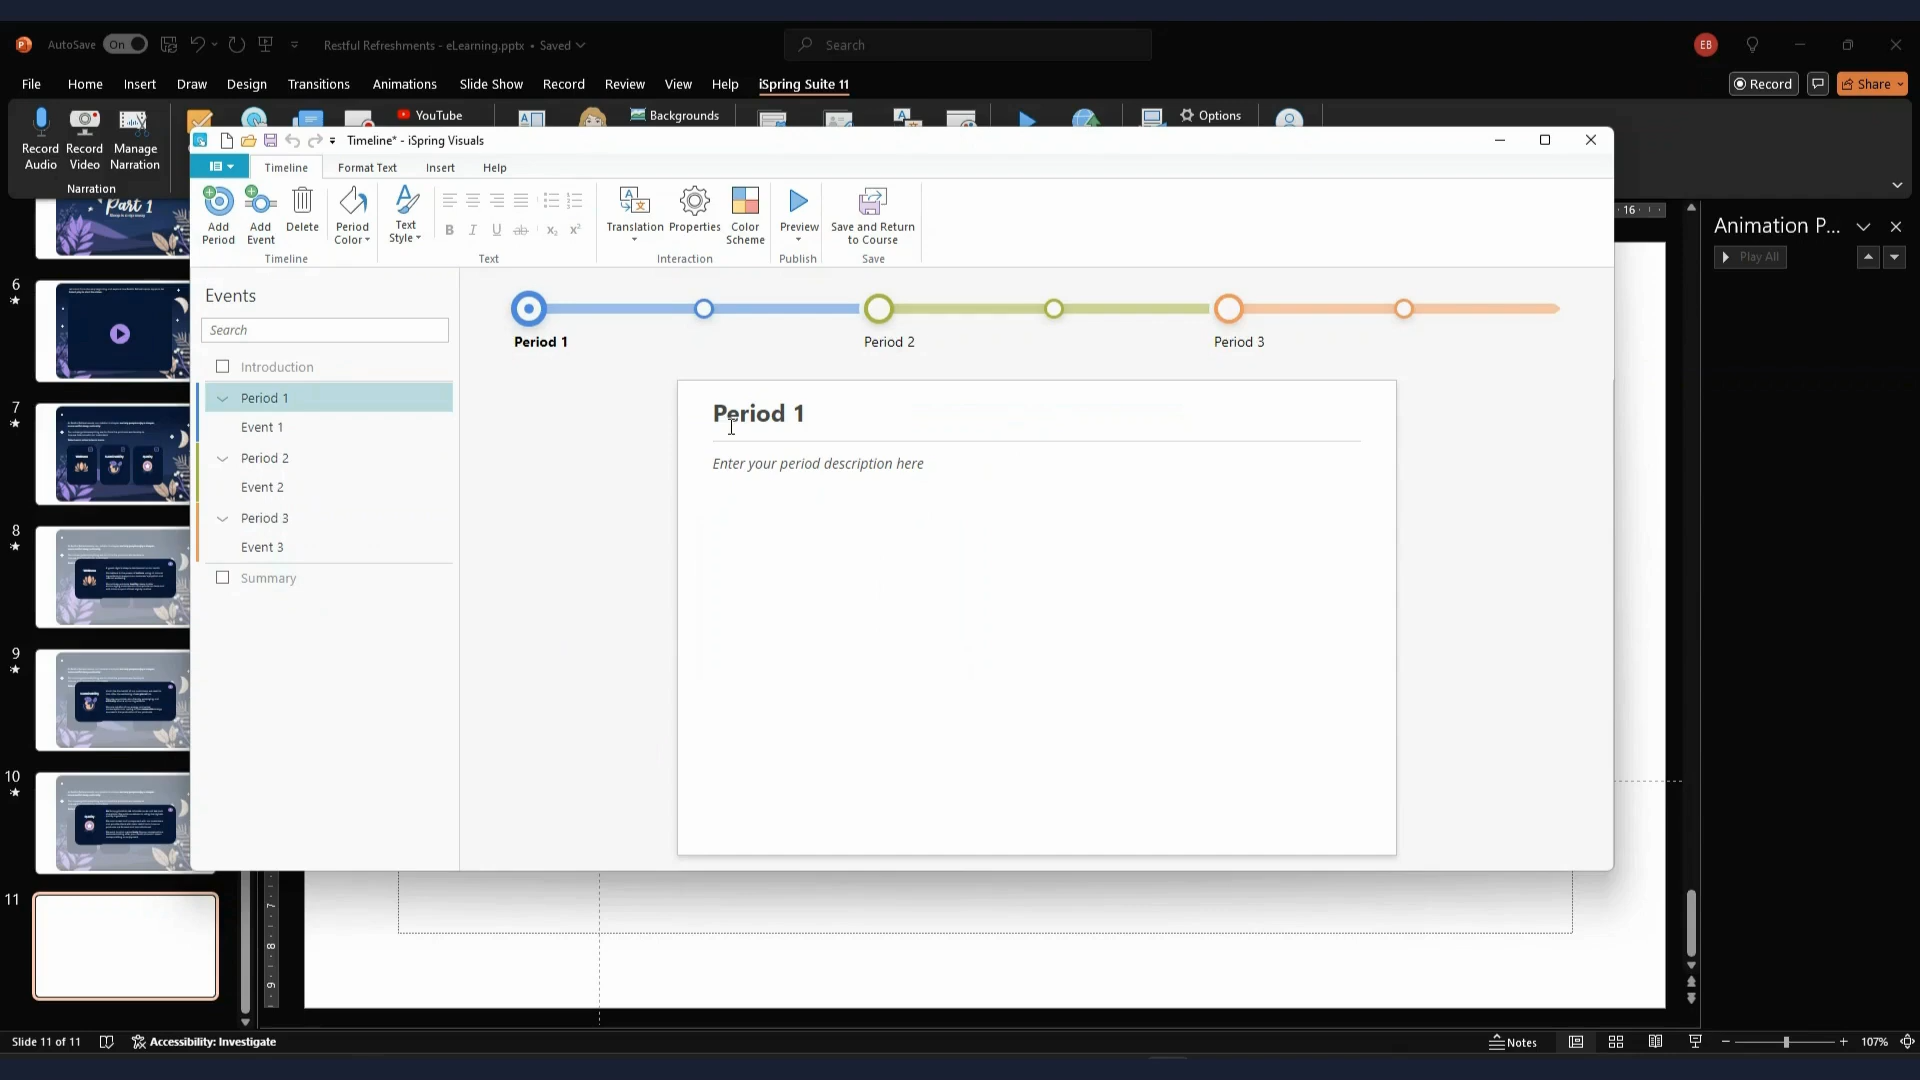 AutoSave On Restful Refreshments - eLearning.pptx • Saved Search EB
File Home Insert Draw Design Transitions Animations Slide Show Record Review View Help iSpring Suite 11 Record Share
Record Audio
Record Video
Manage Narration
Narration
YouTube
Backgrounds
Options
Timeline* - iSpring Visuals
Timeline Format Text Insert Help
Add Period
Add Event
Delete
Period Color
Timeline
Text Style
Text
Translation
Properties
Color Scheme
Interaction
Preview
Publish
Save and Return to Course
Save
16
Animation P...
Play All
Part 1
6
7
8
9
10
11
Events
Search
Introduction
Period 1
Event 1
Period 2
Event 2
Period 3
Event 3
Summary
Period 1 Period 2 Period 3
Period 1
Enter your period description here
7
8
9
Slide 11 of 11 Accessibility: Investigate Notes 107%